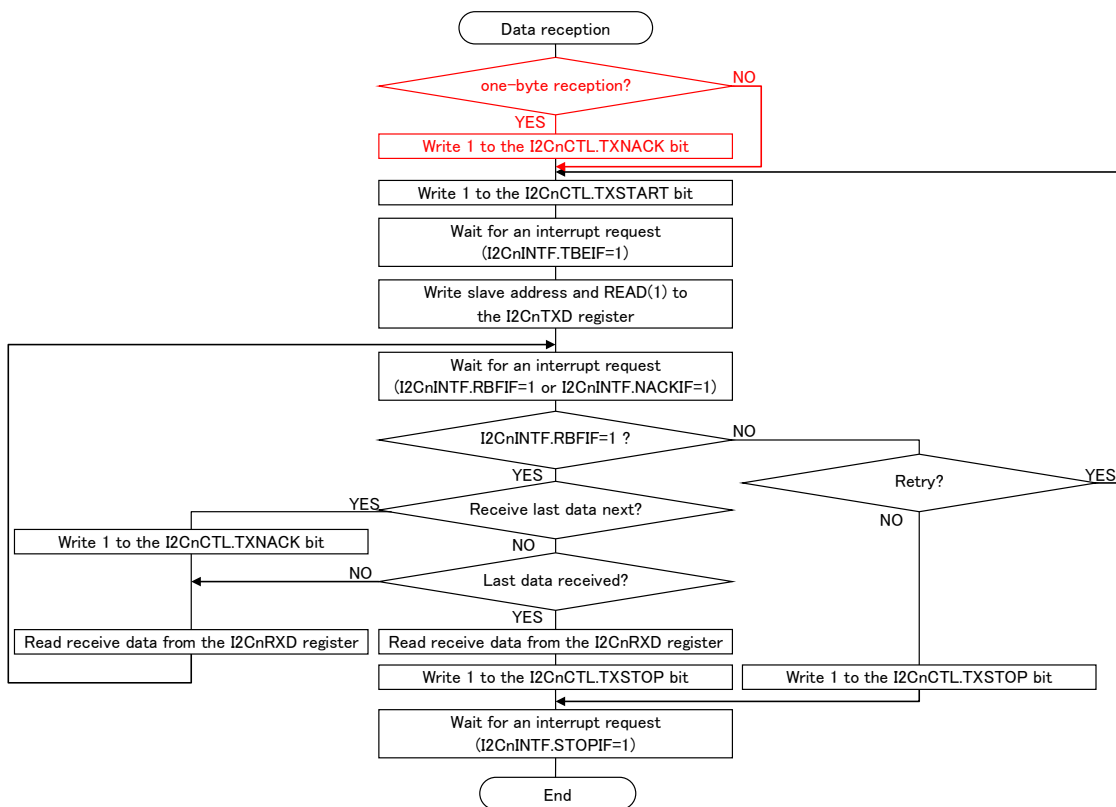 Data reception
one-byte reception?
NO
YES
Write 1 to the I2CnCTL.TXNACK bit
Write 1 to the I2CnCTL.TXSTART bit
Wait for an interrupt request
(I2CnINTF.TBEIF=1)
Write slave address and READ(1) to
the I2CnTXD register
Wait for an interrupt request
(I2CnINTF.RBFIF=1 or I2CnINTF.NACKIF=1)
I2CnINTF.RBFIF=1 ?
NO
YES
Retry?
YES
NO
YES
Receive last data next?
Write 1 to the I2CnCTL.TXNACK bit
NO
NO
Last data received?
YES
Read receive data from the I2CnRXD register
Read receive data from the I2CnRXD register
Write 1 to the I2CnCTL.TXSTOP bit
Write 1 to the I2CnCTL.TXSTOP bit
Wait for an interrupt request
(I2CnINTF.STOPIF=1)
End